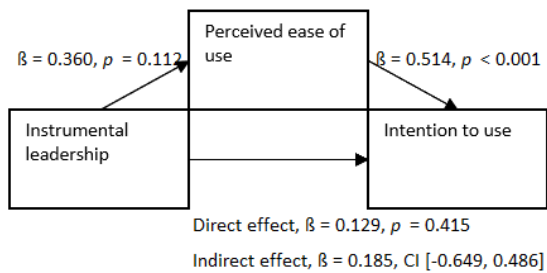 Perceived ease of
use
ß = 0.360, p = 0.112
ß = 0.514, p < 0.001
Instrumental
leadership
Intention to use
Direct effect, ß = 0.129, p = 0.415
Indirect effect, ß = 0.185, CI [-0.649, 0.486]